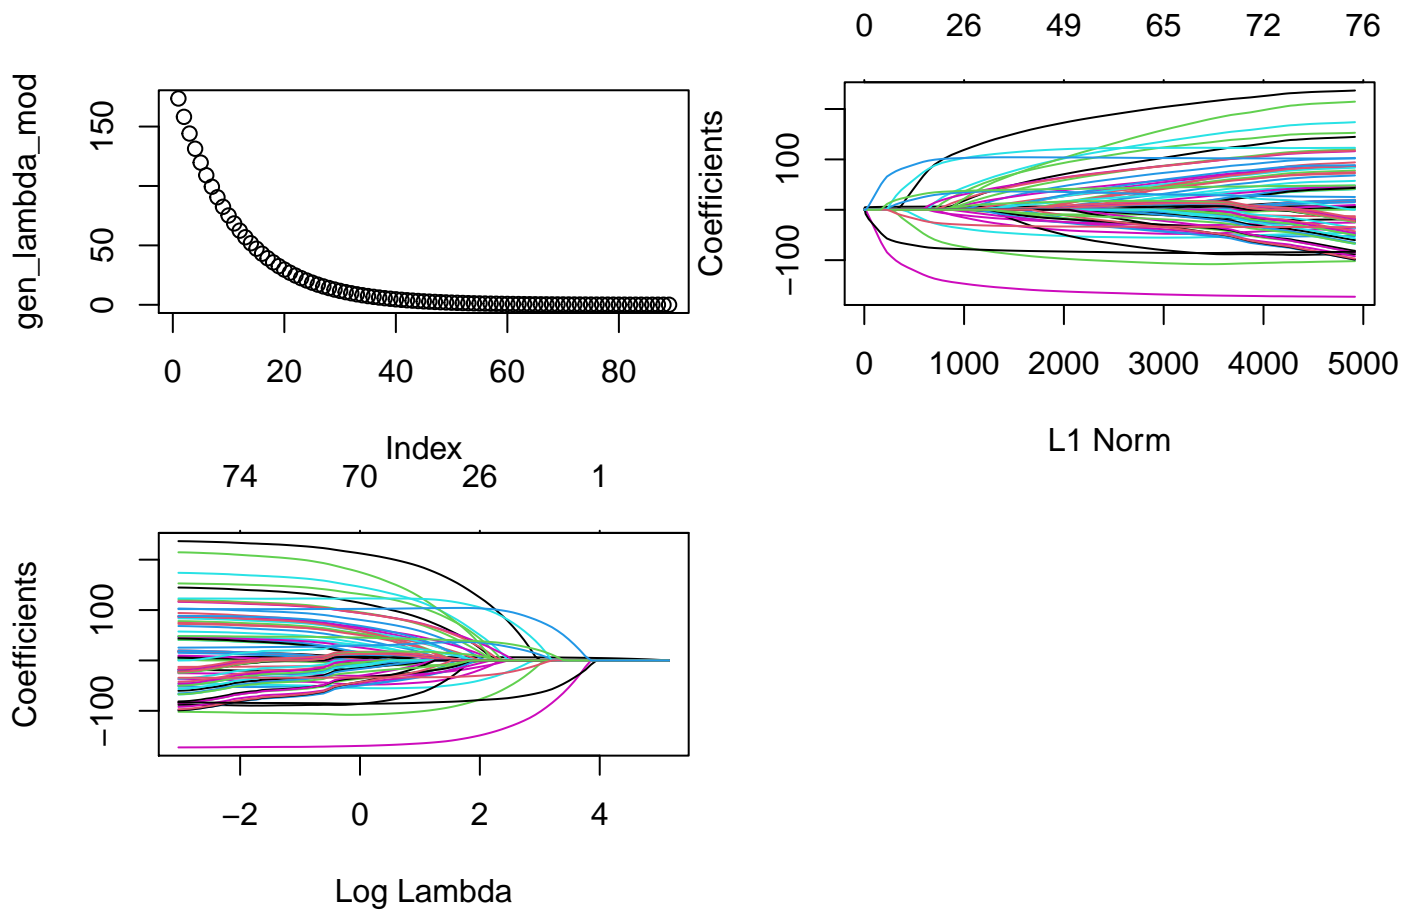 gen_lambda_mod
150
50
0
0 20 40 60 80
Index
0 26 49 65 72 76
Coefficients
100
−100
0 1000 2000 3000 4000 5000
L1 Norm
74 70 26 1
Coefficients
100
−100
−2 0 2 4
Log Lambda